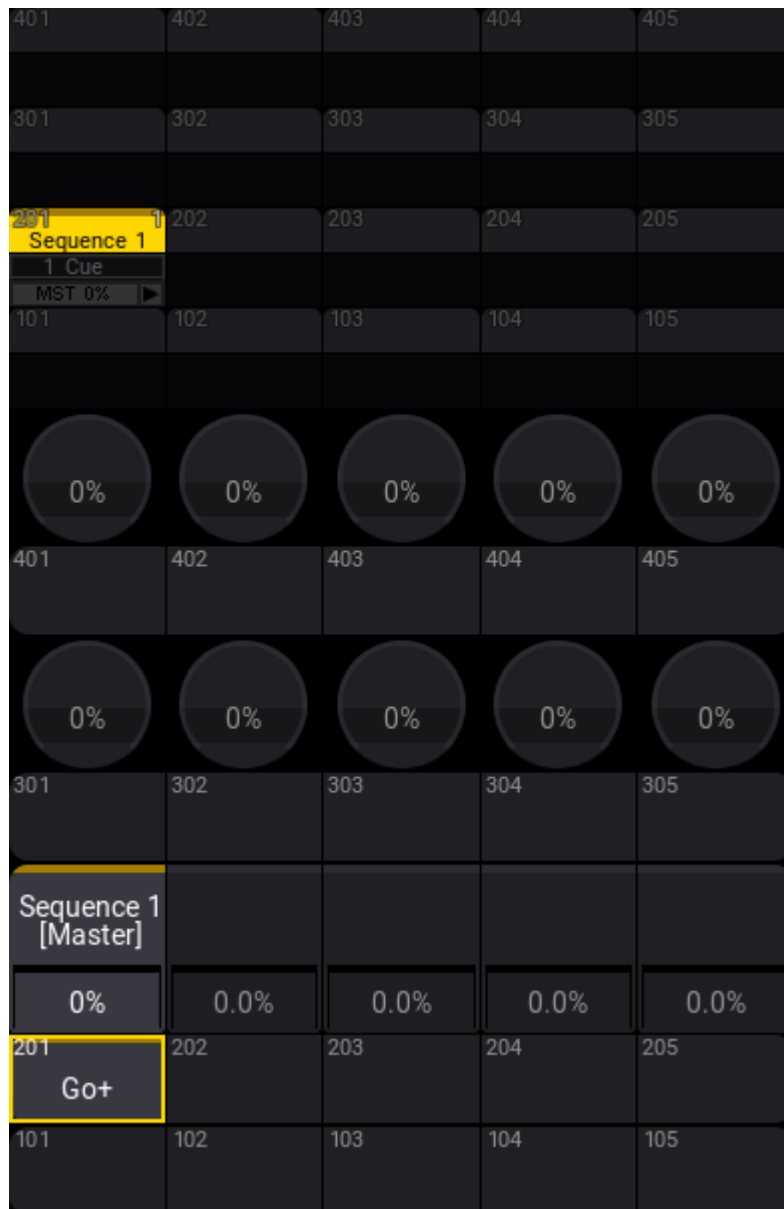 401 402 403 404 405
301 302 303 304 305
201 1 202 203 204 205
Sequence 1
1 Cue
MST 0%
101 102 103 104 105
0% 0% 0% 0% 0%
401 402 403 404 405
0% 0% 0% 0% 0%
301 302 303 304 305
Sequence 1
[Master]
0% 0.0% 0.0% 0.0% 0.0%
201 202 203 204 205
Go+
101 102 103 104 105